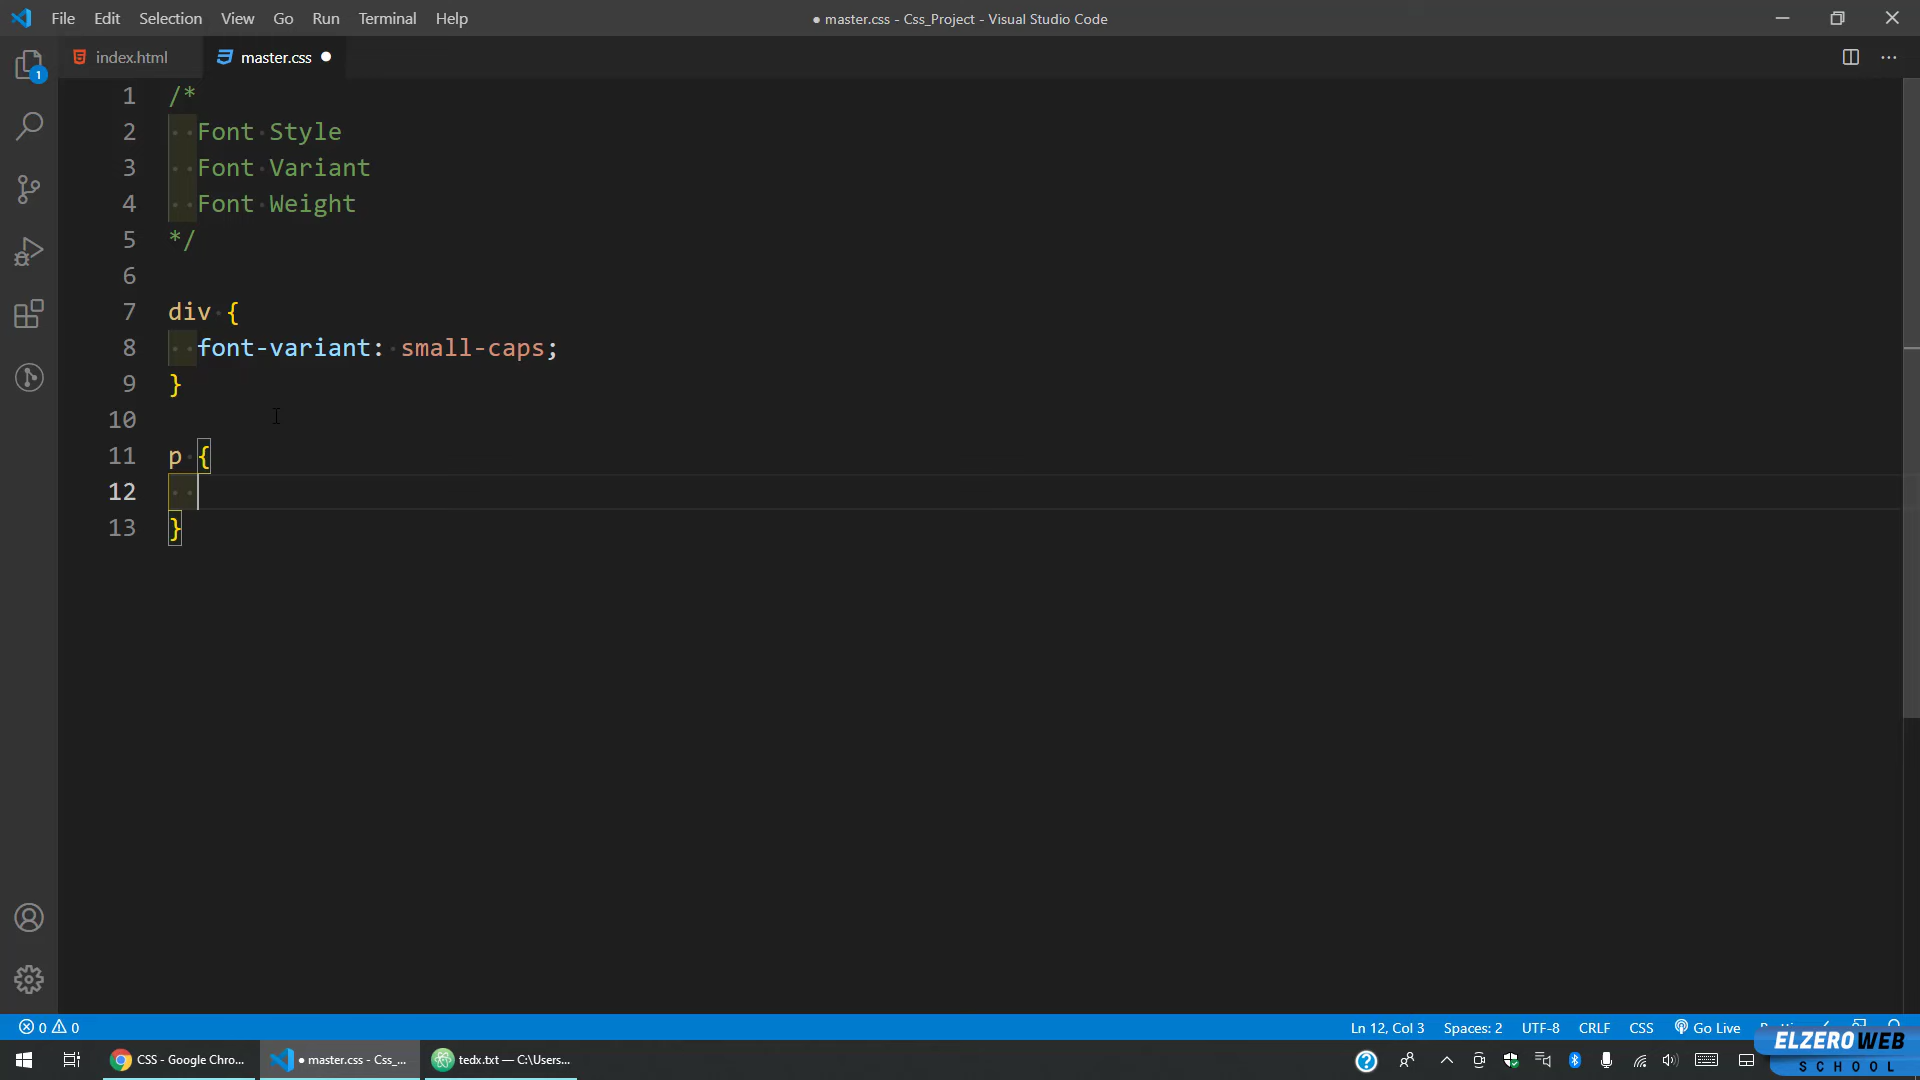 File Edit Selection View Go Run Terminal Help
● master.css - Css_Project - Visual Studio Code
index.html
master.css
1 /*
2 Font Style
3 Font Variant
4 Font Weight
5 */
6
7 div {
8 font-variant: small-caps;
9 }
10
11 p {
12
13 }
1
0 0
Ln 12, Col 3 Spaces: 2 UTF-8 CRLF CSS Go Live
CSS - Google Chro...
● master.css - Css_...
tedx.txt — C:\Users...
ELZEROWEB
SCHOOL